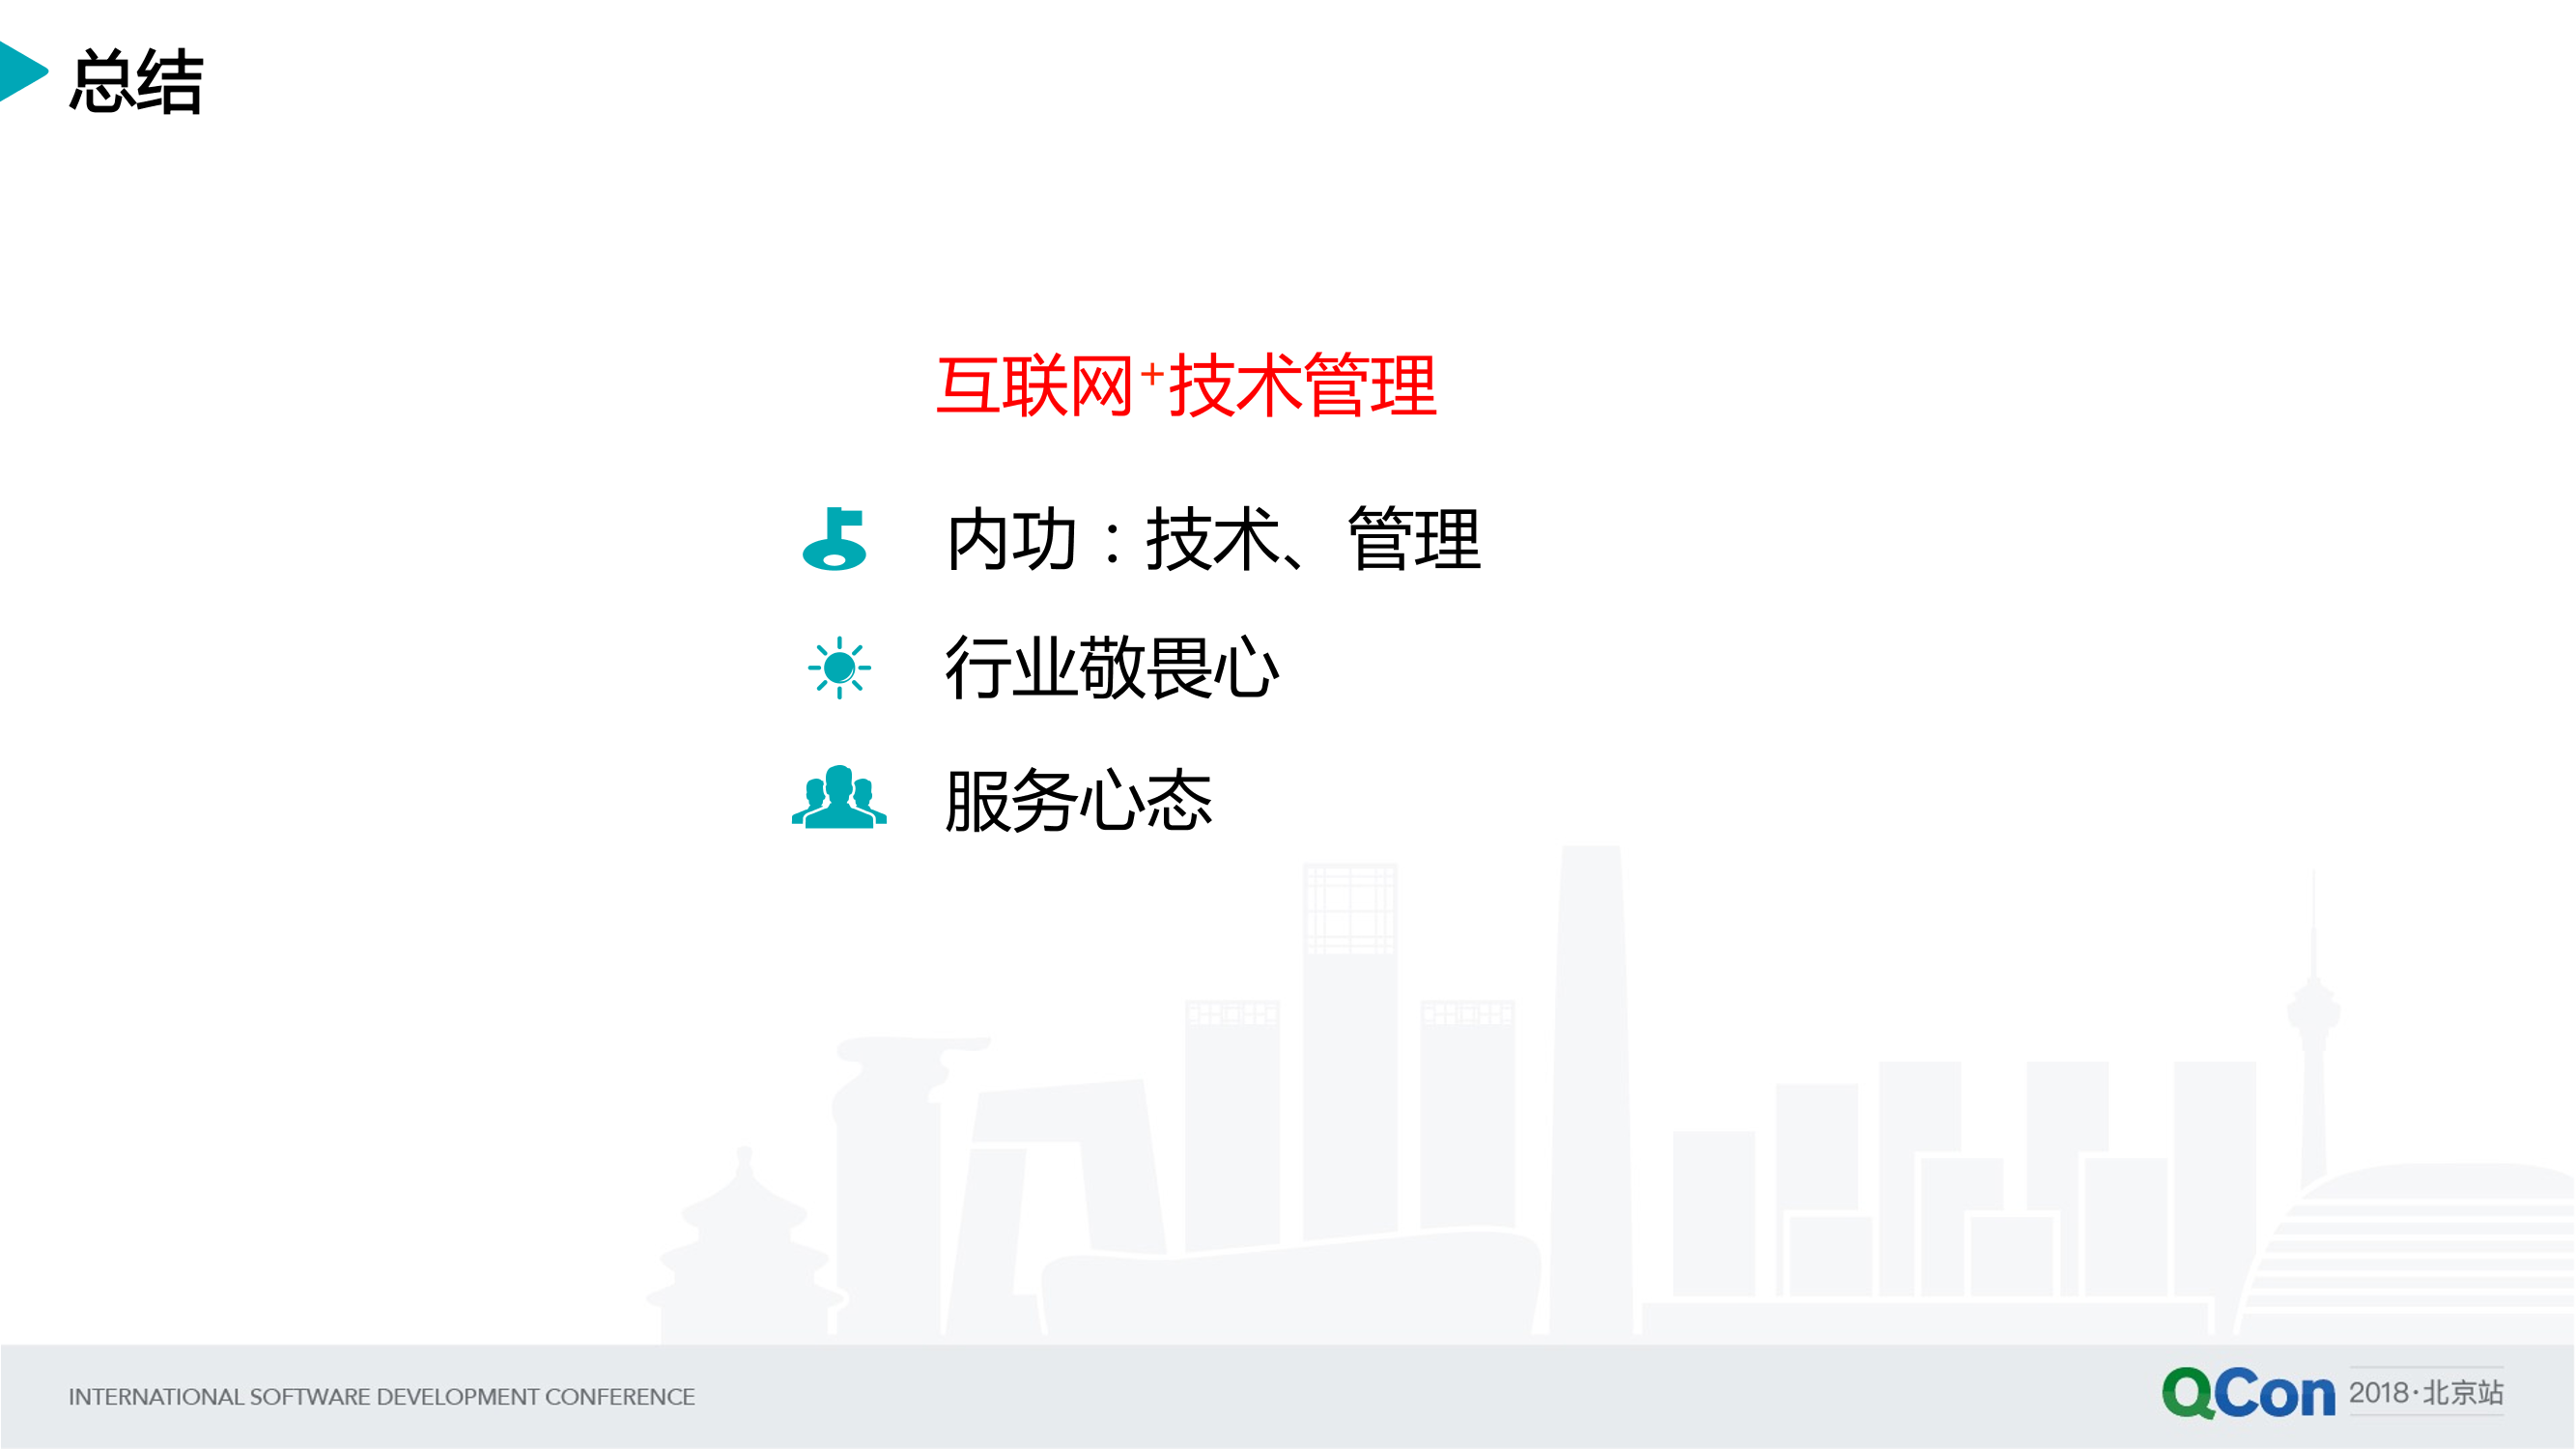 总结
互联网+技术管理
内功：技术、管理
行业敬畏心
服务心态
INTERNATIONAL SOFTWARE DEVELOPMENT CONFERENCE
QCon 2018·北京站